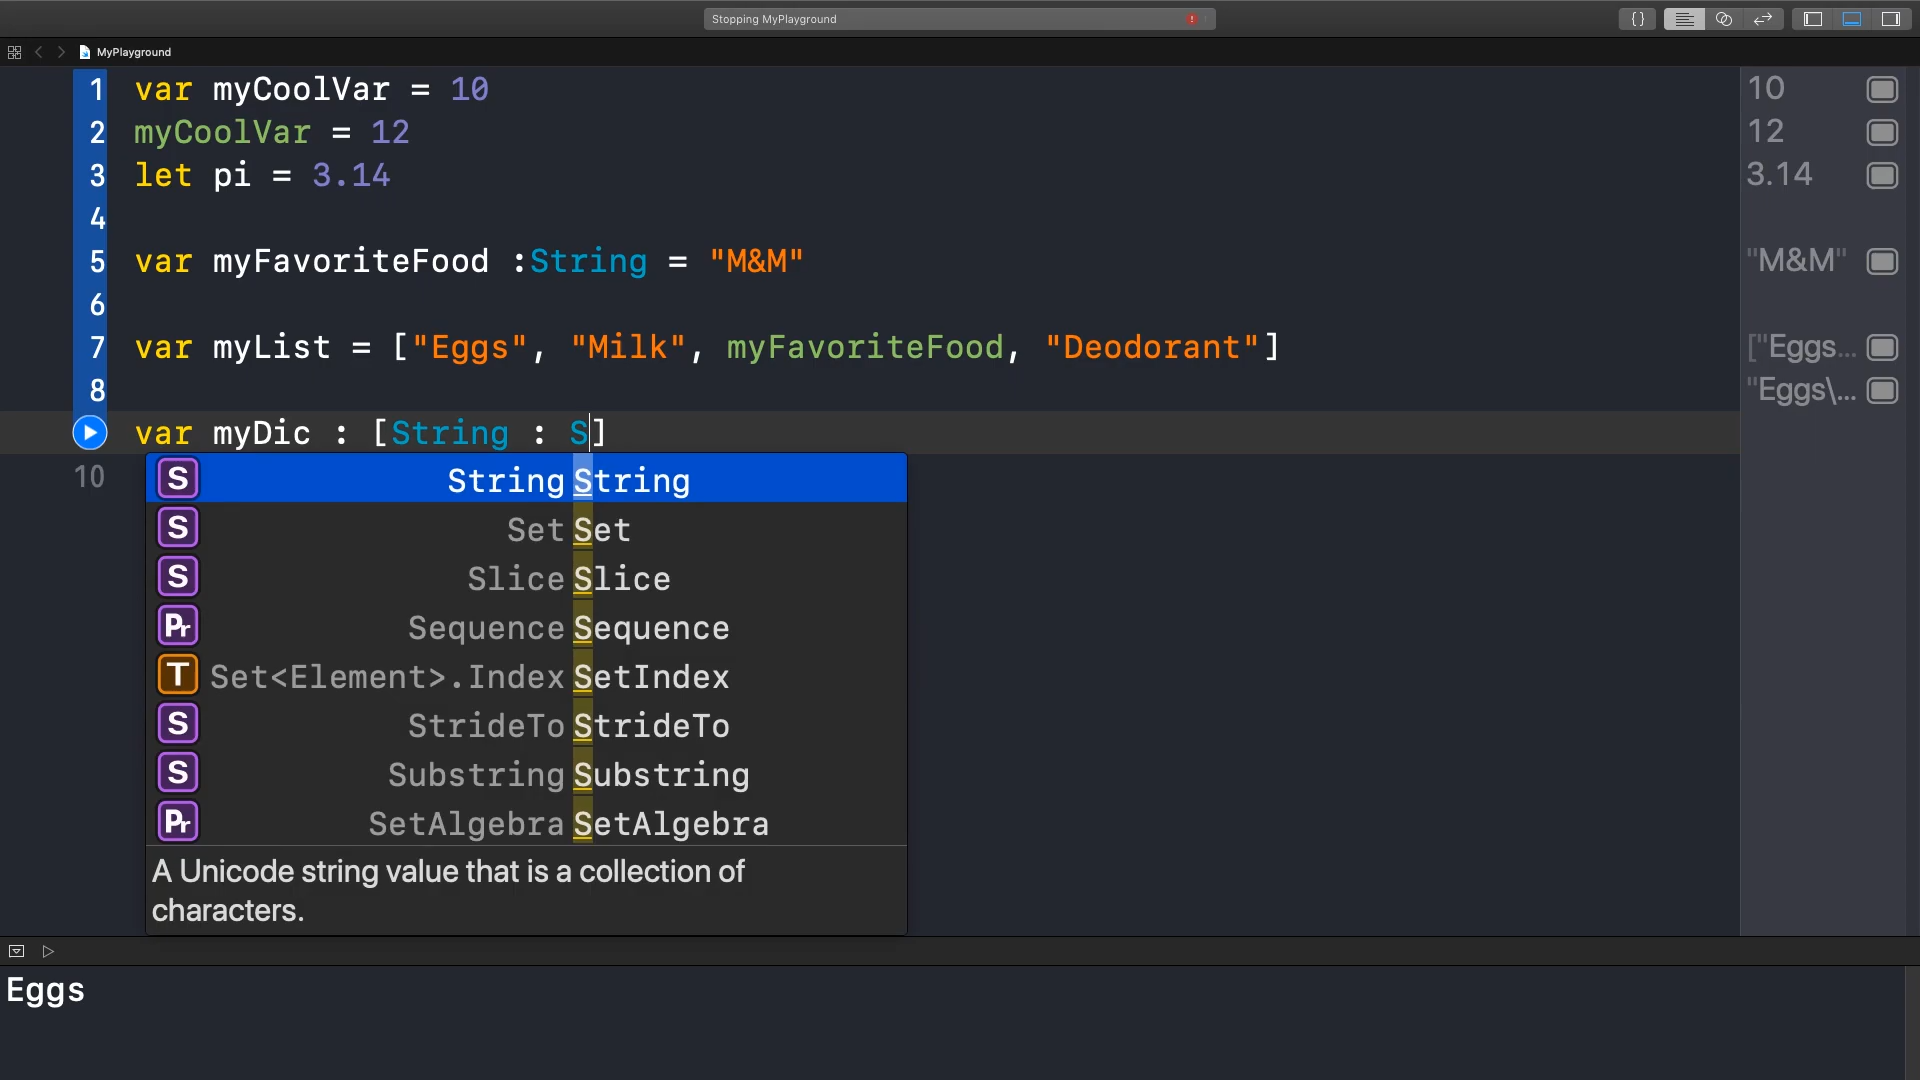 Stopping MyPlayground
{}
MyPlayground
1 var myCoolVar = 10 10
2 myCoolVar = 12 12
3 let pi = 3.14 3.14
4
5 var myFavoriteFood :String = "M&M" "M&M"
6
7 var myList = ["Eggs", "Milk", myFavoriteFood, "Deodorant"] ["Eggs...
8 "Eggs\...
var myDic : [String : S]
10
S String String
S Set Set
S Slice Slice
Pr Sequence Sequence
T Set<Element>.Index SetIndex
S StrideTo StrideTo
S Substring Substring
Pr SetAlgebra SetAlgebra
A Unicode string value that is a collection of
characters.
Eggs